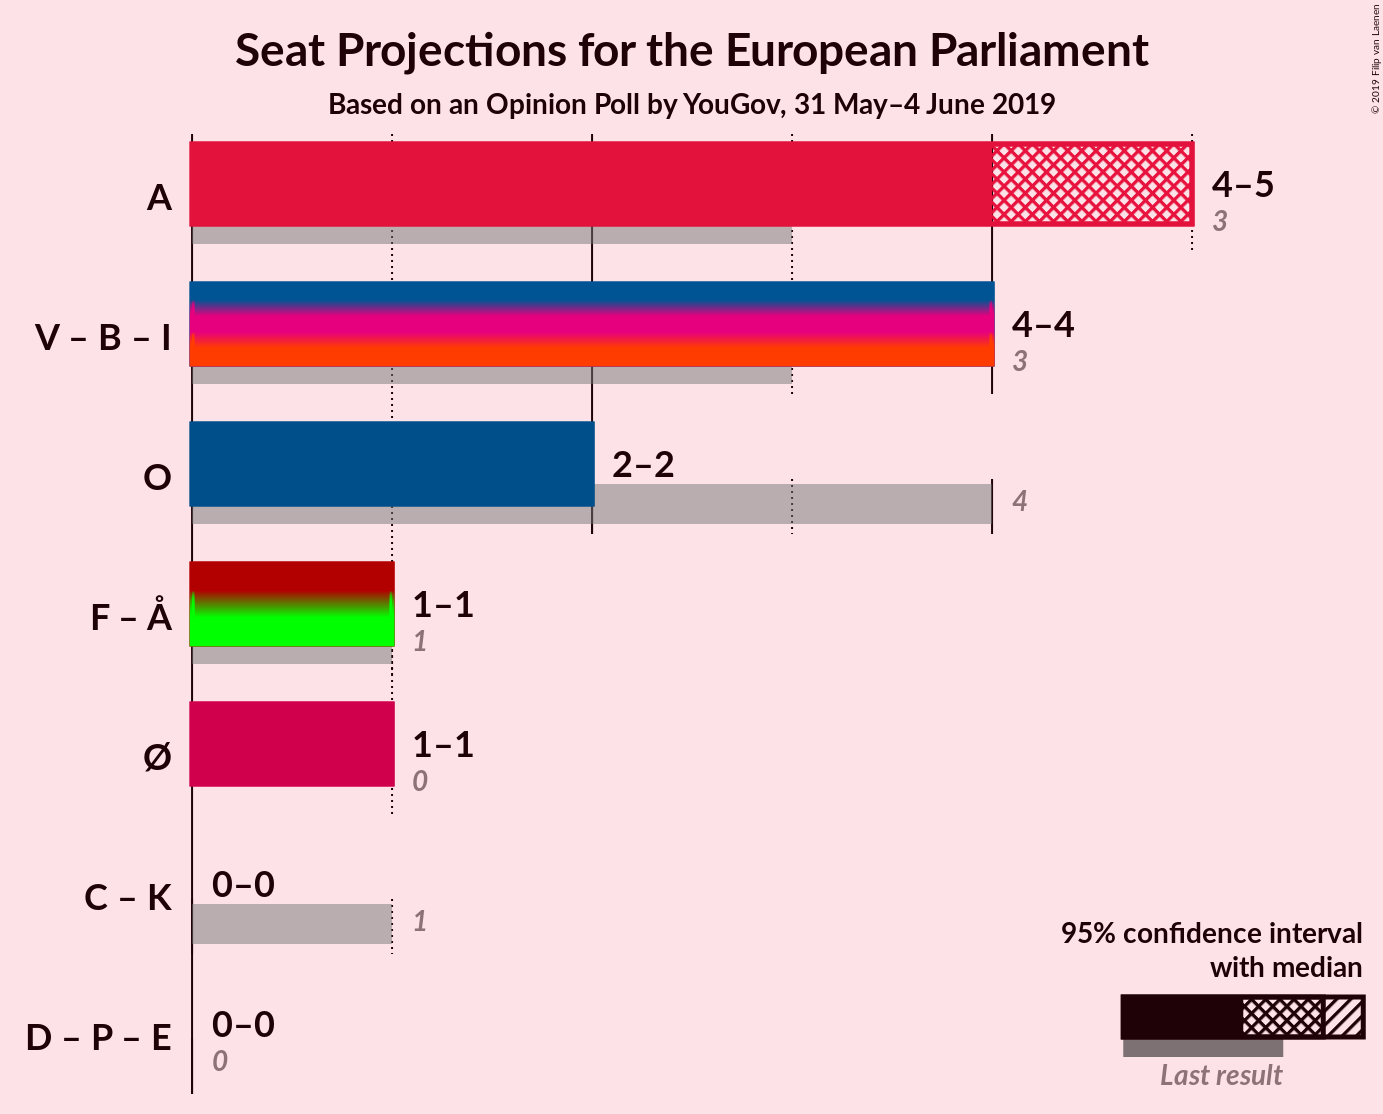 Seat Projections for the European Parliament
Based on an Opinion Poll by YouGov, 31 May–4 June 2019
© 2019 Filip van Laenen
A
4–5
3
V – B – I
4–4
3
O
2–2
4
F – Å
1–1
1
Ø
1–1
0
C – K
0–0
1
D – P – E
0–0
0
95% confidence interval
with median
Last result